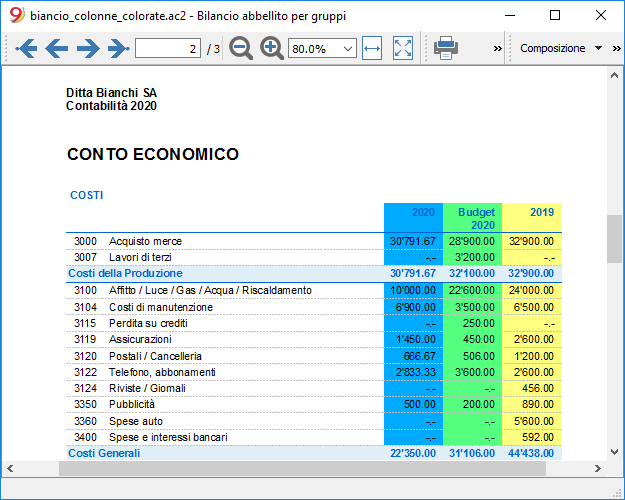 biancio_colonne_colorate.ac2 - Bilancio abbellito per gruppi
2 / 3 80.0% » Composizione »
Ditta Bianchi SA
Contabilità 2020
CONTO ECONOMICO
COSTI
2020 Budget 2020 2019
3000 Acquisto merce 30'791.67 28'900.00 32'900.00
3007 Lavori di terzi -.- 3'200.00 -.-
Costi della Produzione 30'791.67 32'100.00 32'900.00
3100 Affitto / Luce / Gas / Acqua / Riscaldamento 10'000.00 22'600.00 24'000.00
3104 Costi di manutenzione 6'900.00 3'500.00 6'500.00
3115 Perdita su crediti -.- 250.00 -.-
3119 Assicurazioni 1'450.00 450.00 2'600.00
3120 Postali / Cancelleria 666.67 506.00 1'200.00
3122 Telefono, abbonamenti 2'833.33 3'600.00 2'600.00
3124 Riviste / Giornali -.- -.- 456.00
3350 Pubblicità 500.00 200.00 890.00
3360 Spese auto -.- -.- 5'600.00
3400 Spese e interessi bancari -.- -.- 592.00
Costi Generali 22'350.00 31'106.00 44'438.00